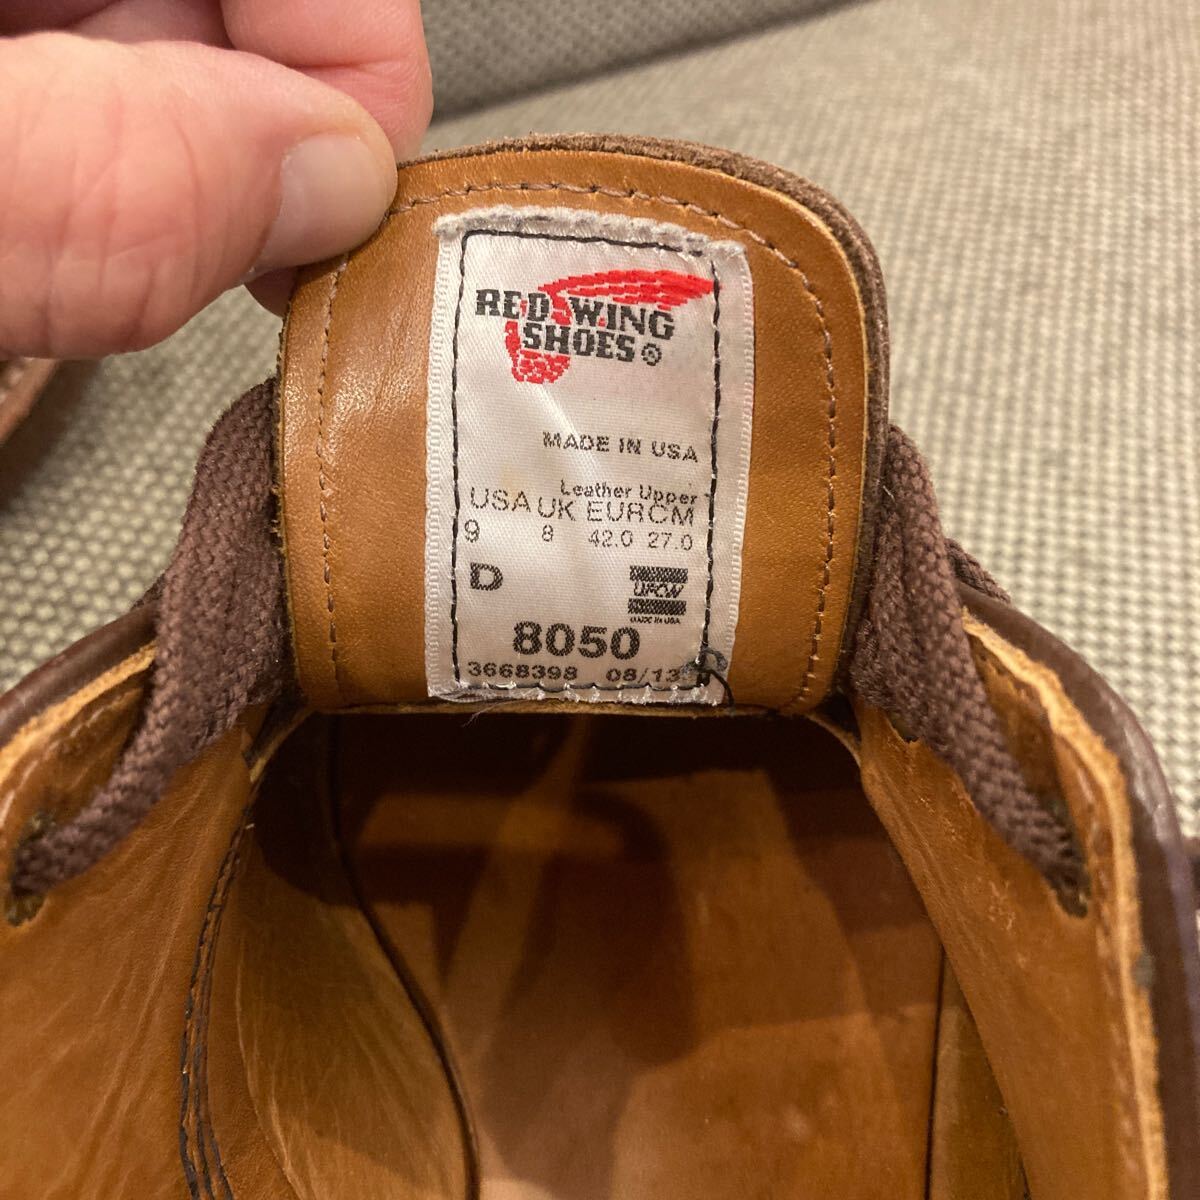 RED WING
SHOES®
MADE IN USA
Leather Upper
USA UK EUR CM
9 8 42.0 27.0
D
UFCW
MADE IN USA
8050
3668398 08/13